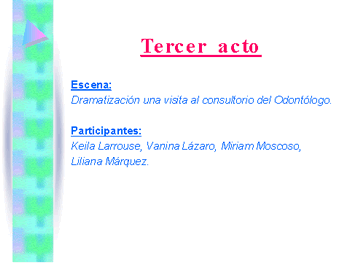 Tercer acto
Escena:
Dramatización una visita al consultorio del Odontólogo.
Participantes:
Keila Larrouse, Vanina Lázaro, Miriam Moscoso,
Liliana Márquez.